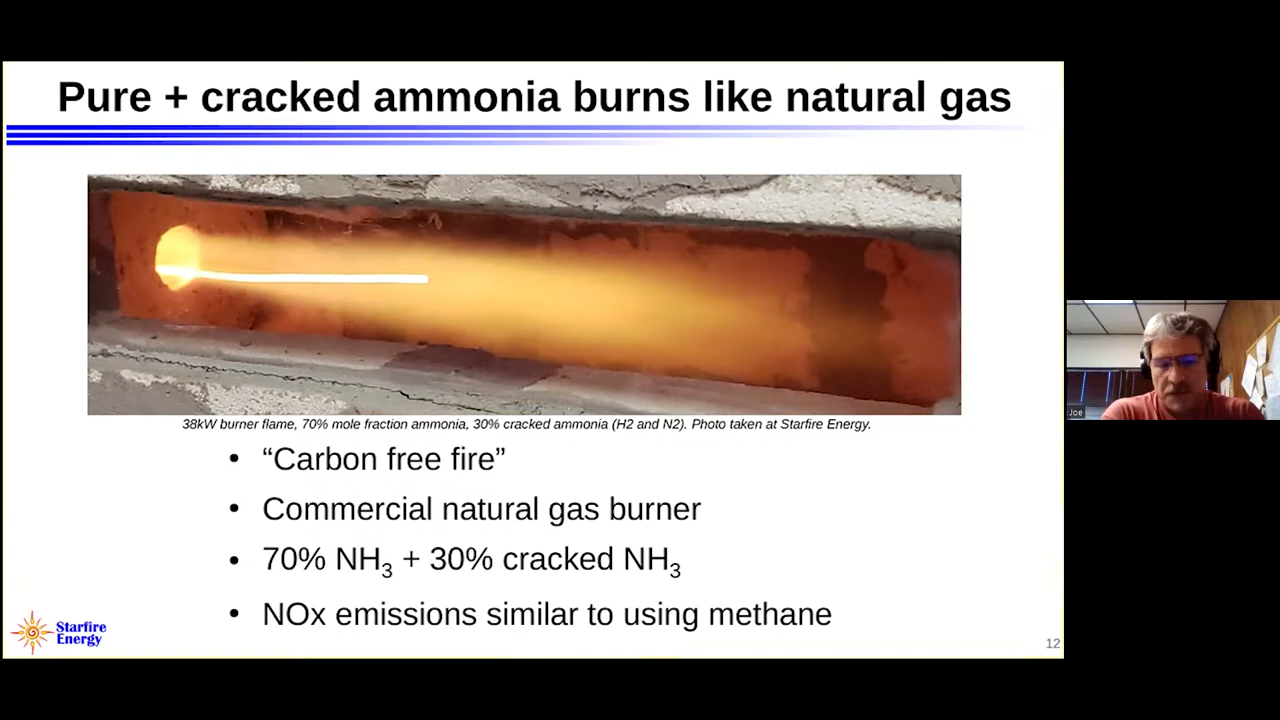 Pure + cracked ammonia burns like natural gas
38kW burner flame, 70% mole fraction ammonia, 30% cracked ammonia (H2 and N2). Photo taken at Starfire Energy.
• “Carbon free fire”
• Commercial natural gas burner
• 70% NH₃ + 30% cracked NH₃
• NOx emissions similar to using methane
Starfire
Energy
12
Joe